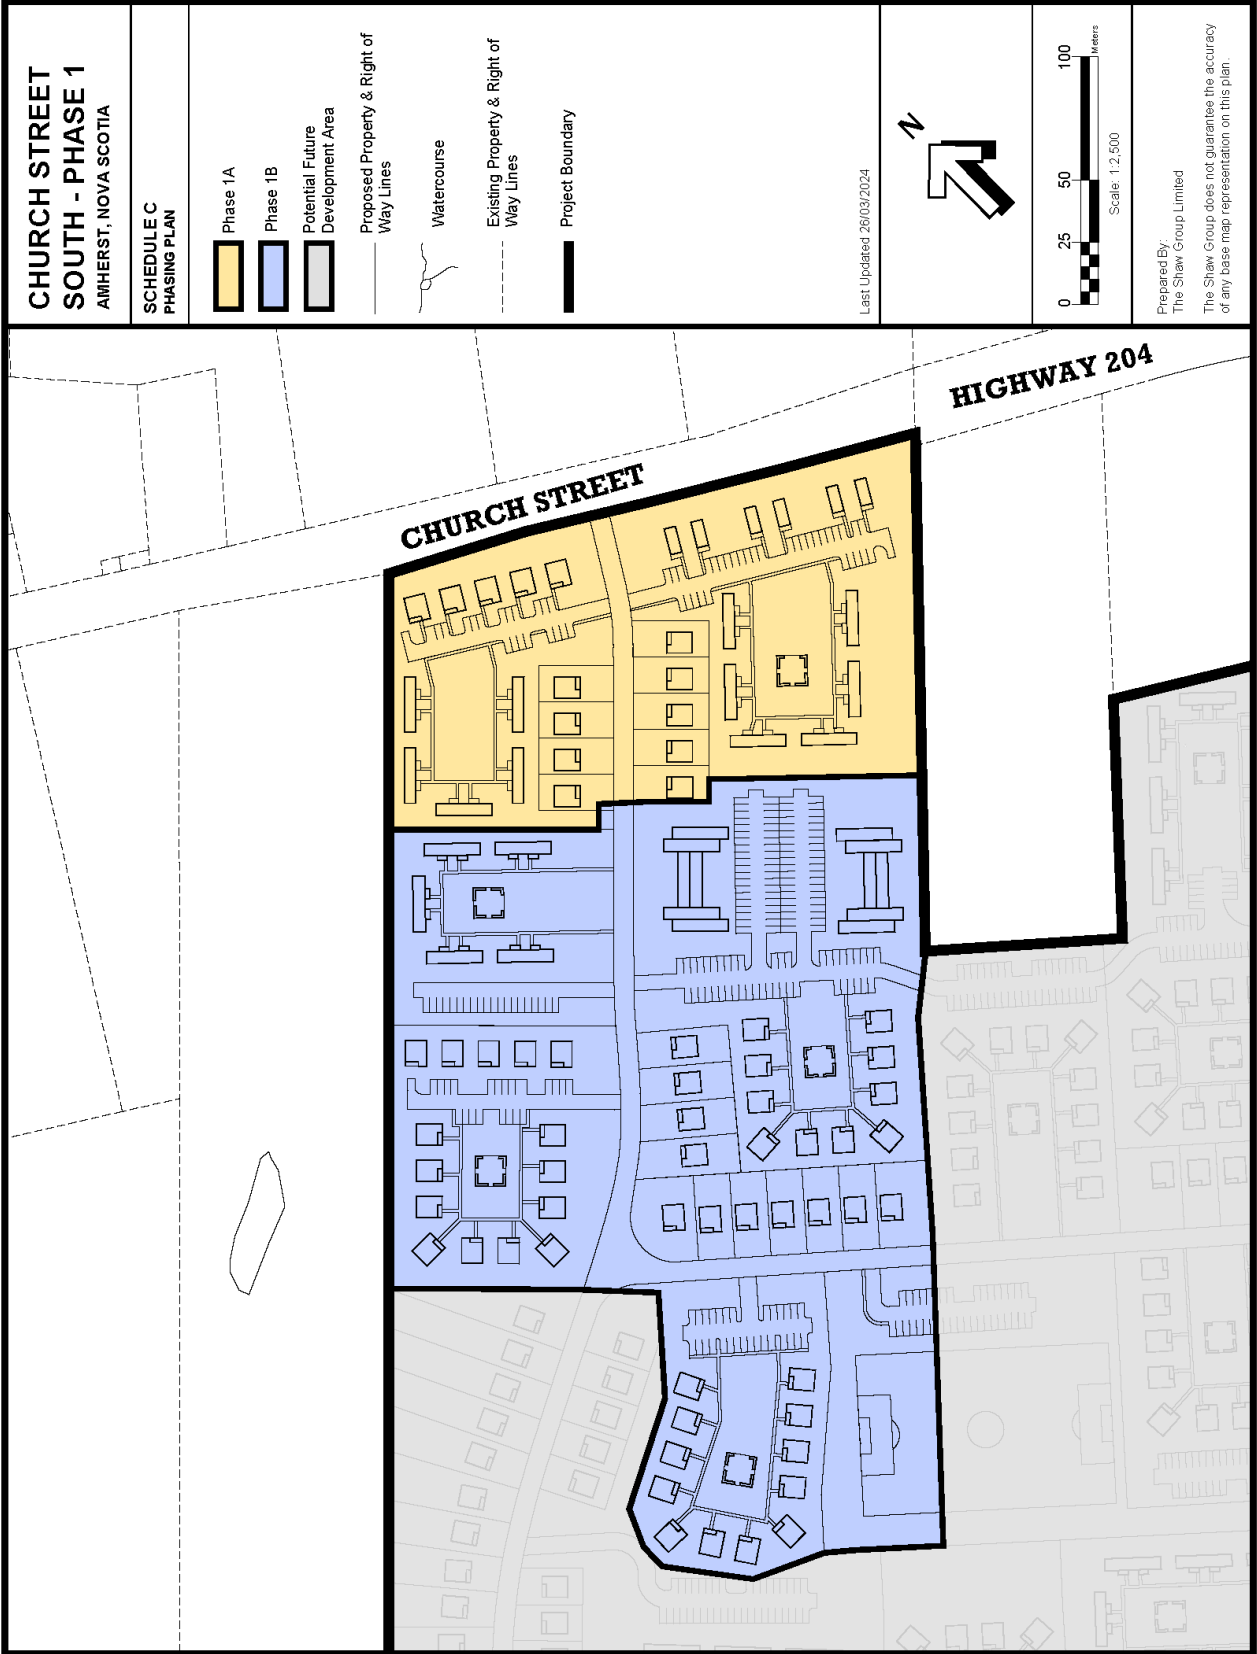 CHURCH STREET
SOUTH - PHASE 1
AMHERST, NOVA SCOTIA
SCHEDULE C
PHASING PLAN
Phase 1A
Phase 1B
Potential Future
Development Area
Proposed Property & Right of
Way Lines
Watercourse
Existing Property & Right of
Way Lines
Project Boundary
Last Updated 26/03/2024
N
0 25 50 100
Meters
Scale: 1:2,500
Prepared By:
The Shaw Group Limited
The Shaw Group does not guarantee the accuracy
of any base map representation on this plan.
HIGHWAY 204
CHURCH STREET